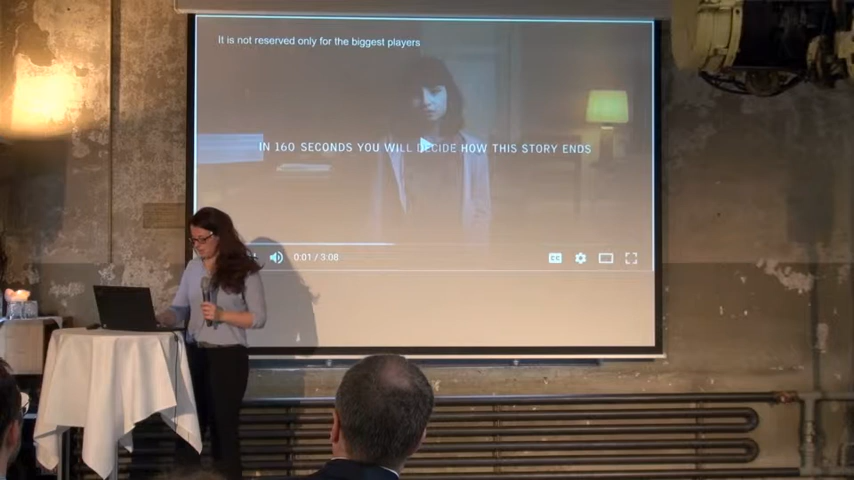 It is not reserved only for the biggest players
IN 160 SECONDS YOU WILL DECIDE HOW THIS STORY ENDS
0:01 / 3:08
CC